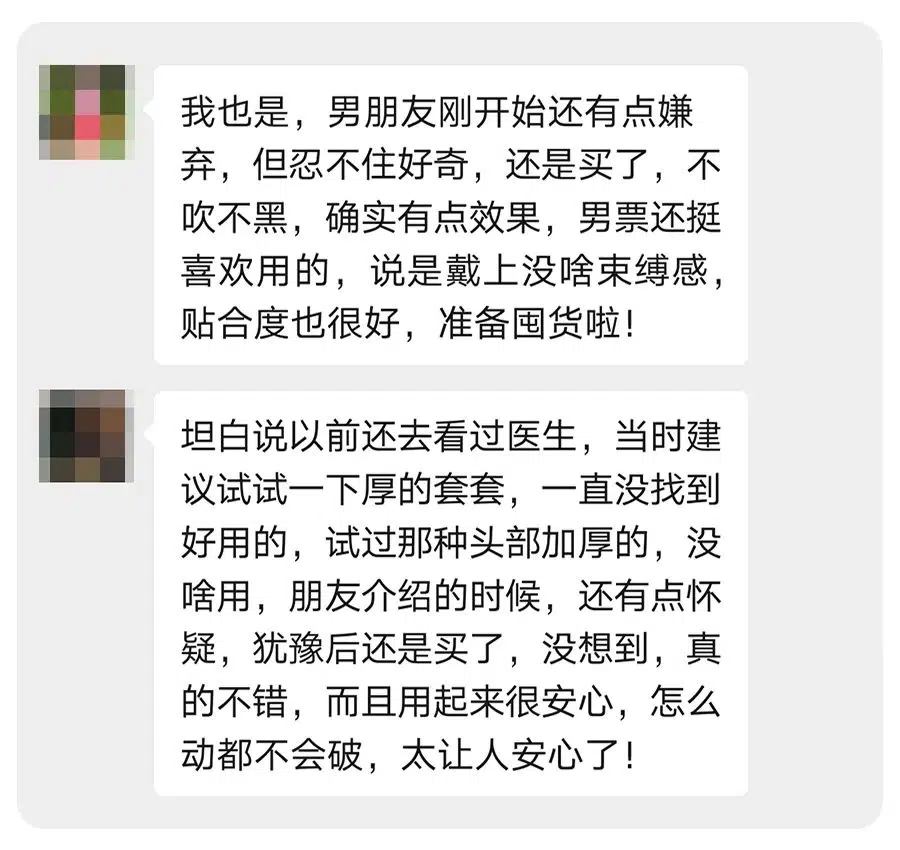 我也是，男朋友刚开始还有点嫌
弃，但忍不住好奇，还是买了，不
吹不黑，确实有点效果，男票还挺
喜欢用的，说是戴上没啥束缚感，
贴合度也很好，准备囤货啦！
坦白说以前还去看过医生，当时建
议试试一下厚的套套，一直没找到
好用的，试过那种头部加厚的，没
啥用，朋友介绍的时候，还有点怀
疑，犹豫后还是买了，没想到，真
的不错，而且用起来很安心，怎么
动都不会破，太让人安心了！